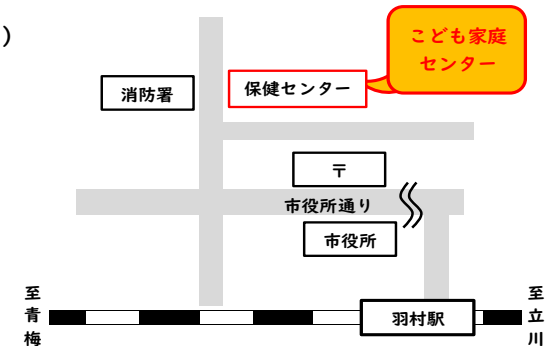 )
こども家庭
センター
消防署
保健センター
〒
市役所通り
市役所
至青梅
羽村駅
至立川